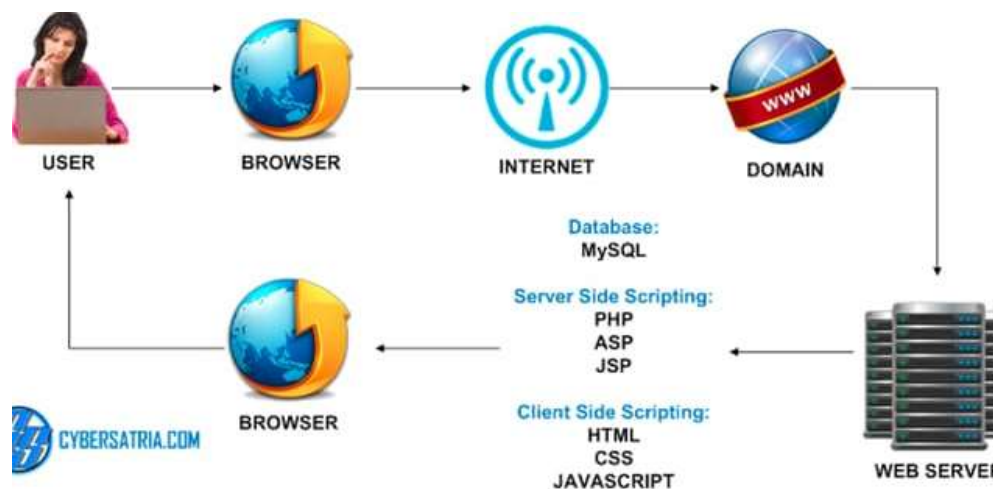 WWW
USER
BROWSER
INTERNET
DOMAIN
Database:
MySQL
Server Side Scripting:
PHP
ASP
JSP
Client Side Scripting:
HTML
CSS
JAVASCRIPT
WEB SERVER
BROWSER
CYBERSATRIA.COM